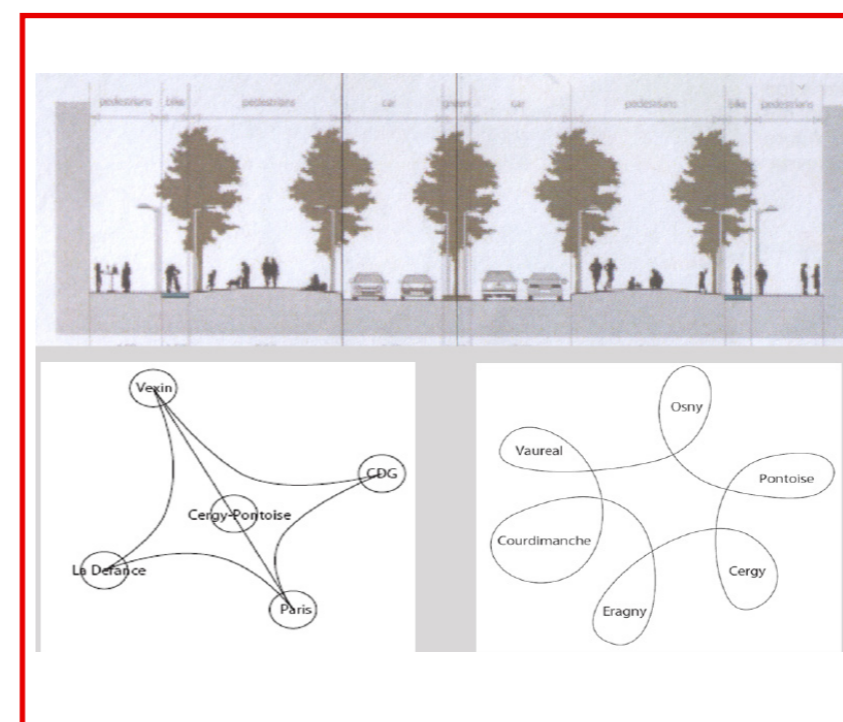 pedestrians bike pedestrians car green car pedestrians bike pedestrians
Vexin
CDG
Cergy-Pontoise
La Defance
Paris
Osny
Vaureal
Pontoise
Courdimanche
Cergy
Eragny